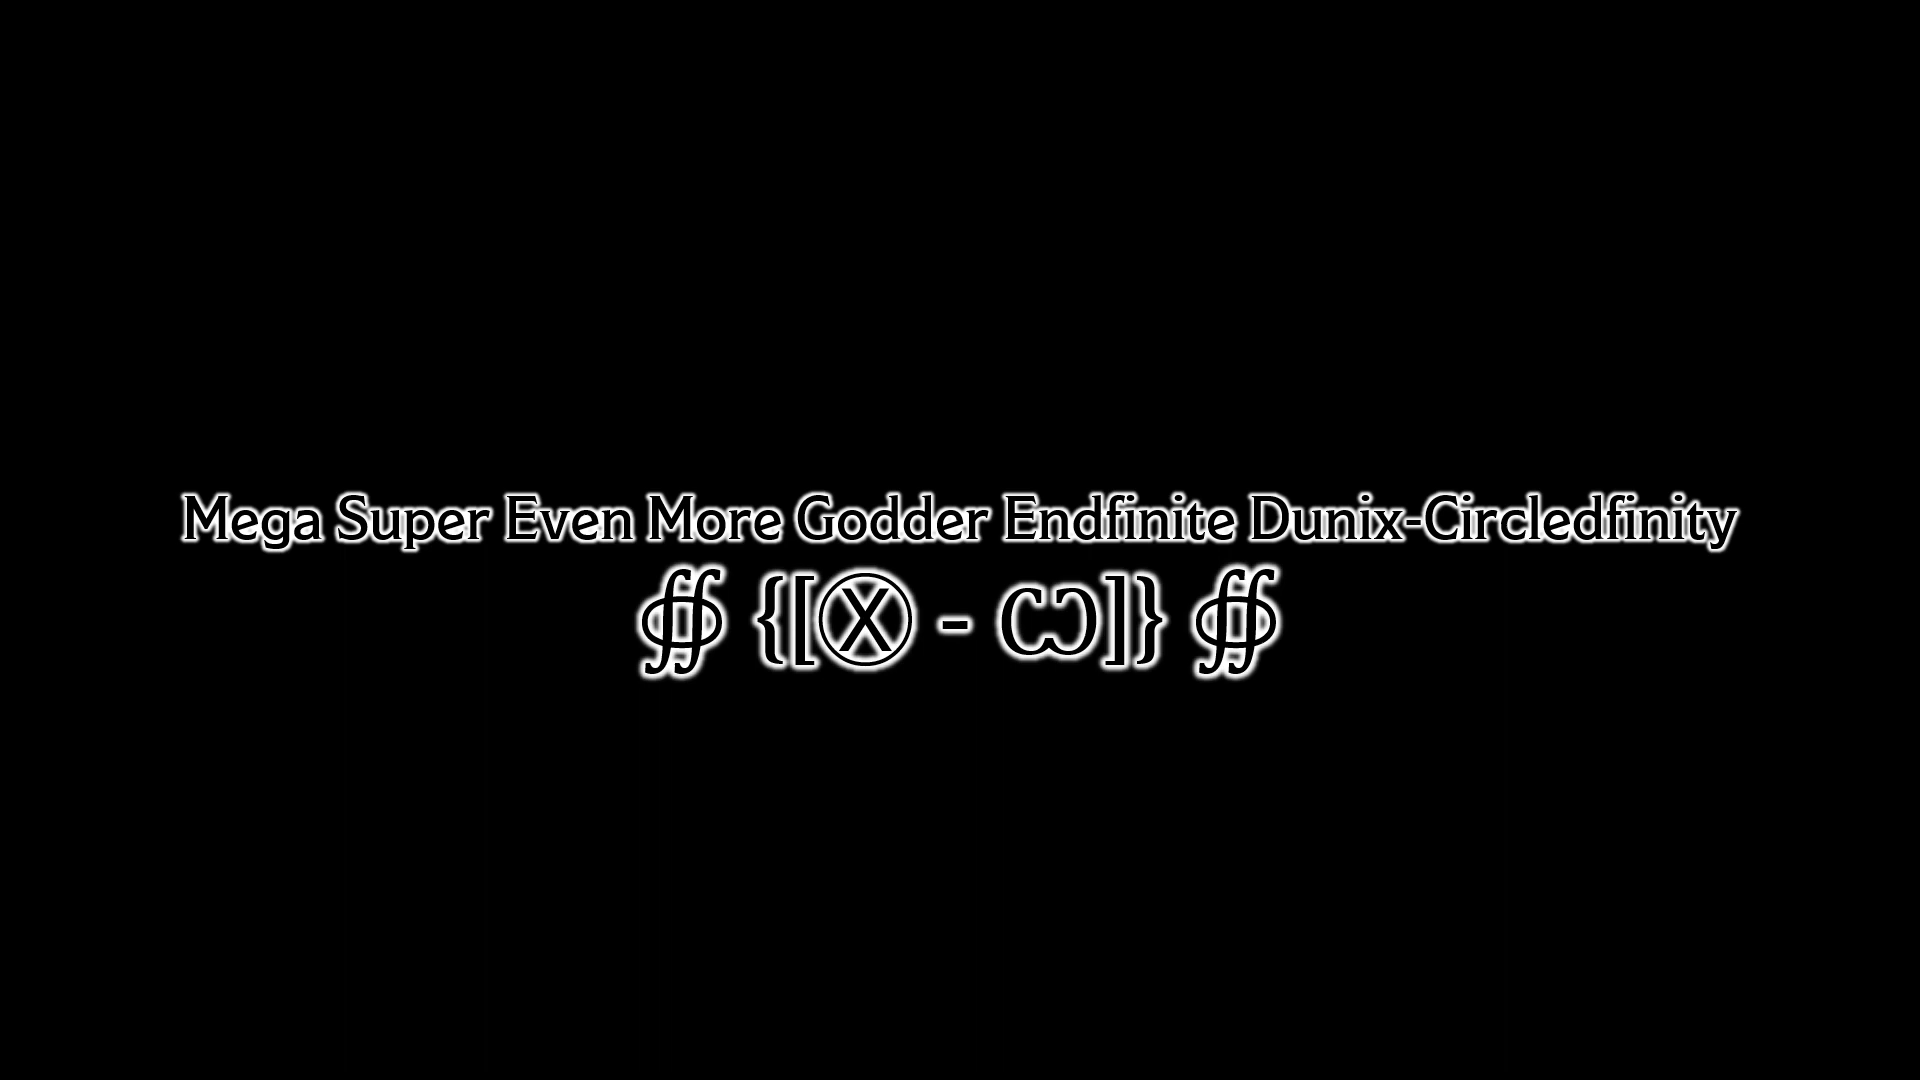 Mega Super Even More Godder Endfinite Dunix-Circledfinity
∯ {[Ⓧ - ꞷ]} ∯